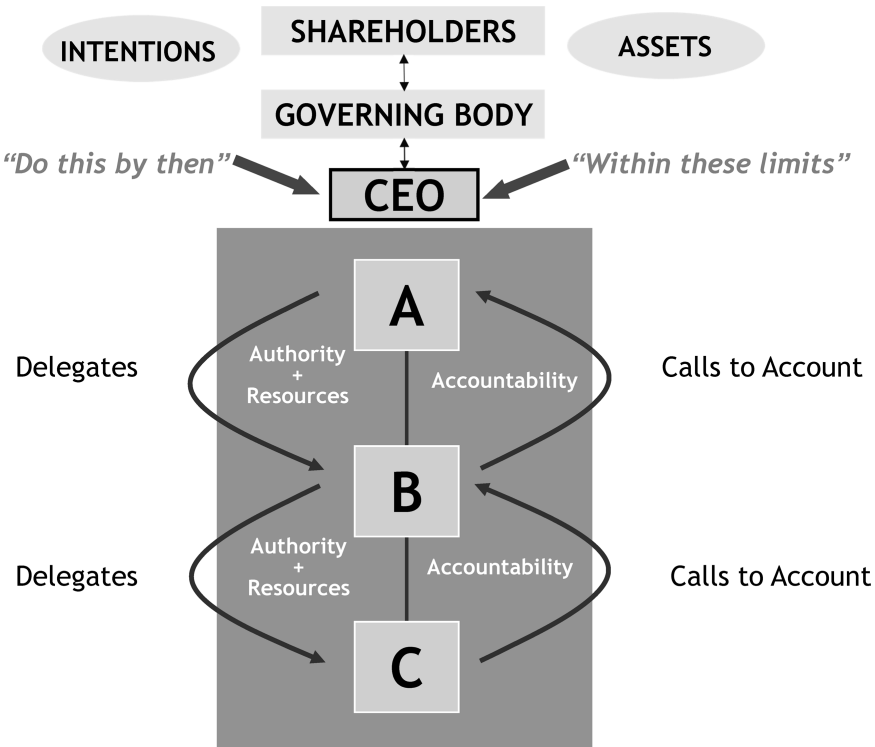 INTENTIONS
SHAREHOLDERS
ASSETS
GOVERNING BODY
“Do this by then”
“Within these limits”
CEO
A
Delegates
Authority
+
Resources
Accountability
Calls to Account
B
Delegates
Authority
+
Resources
Accountability
Calls to Account
C